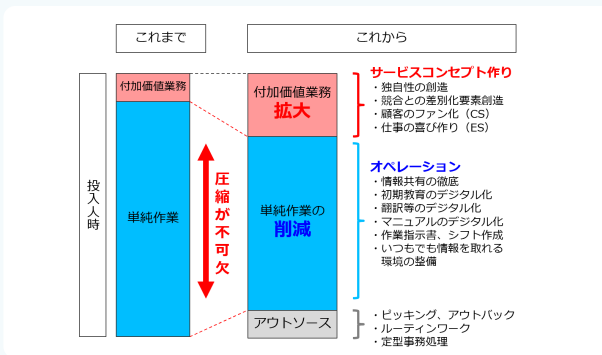 これまで
これから
投入人時
付加価値業務
単純作業
圧縮が不可欠
付加価値業務
拡大
単純作業の
削減
アウトソース
サービスコンセプト作り
・独自性の創造
・競合との差別化要素創造
・顧客のファン化（CS）
・仕事の喜び作り（ES）
オペレーション
・情報共有の徹底
・初期教育のデジタル化
・翻訳等のデジタル化
・マニュアルのデジタル化
・作業指示書、シフト作成
・いつもでも情報を取れる
環境の整備
・ピッキング、アウトバック
・ルーティンワーク
・定型事務処理